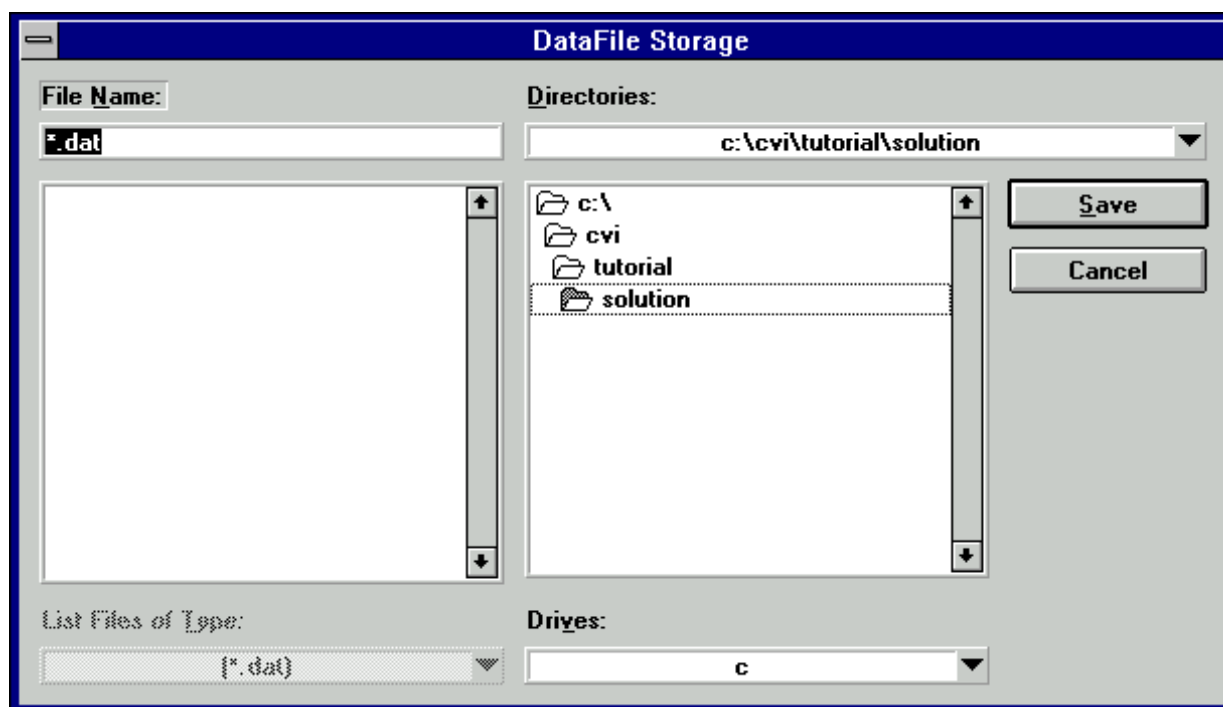 DataFile Storage
File Name:
*.dat
Directories:
c:\cvi\tutorial\solution
c:\
cvi
tutorial
solution
Save
Cancel
List Files of Type:
(*.dat)
Drives:
c